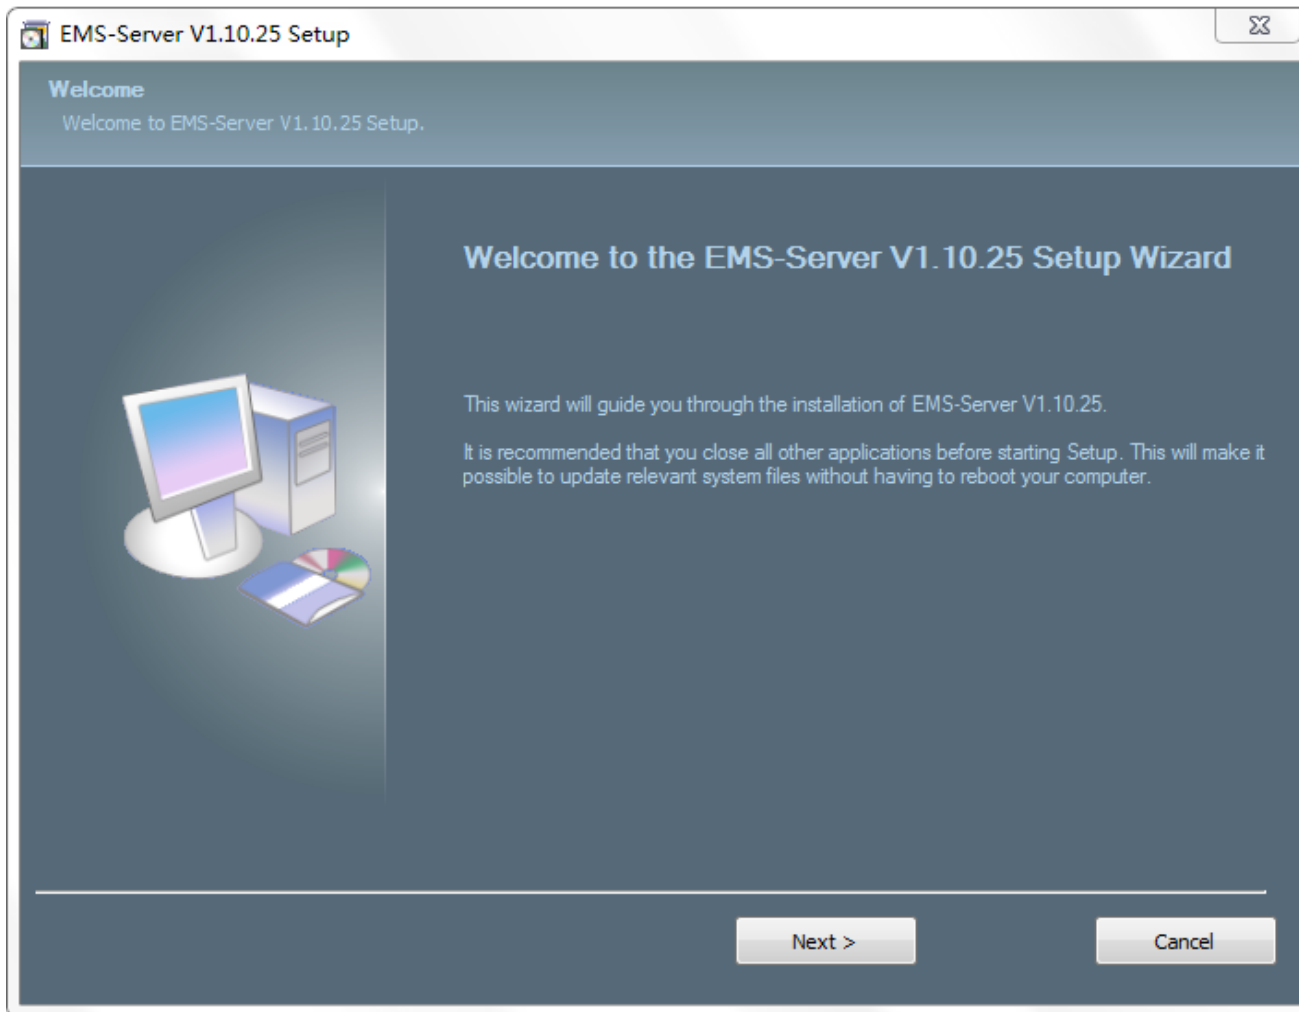 EMS-Server V1.10.25 Setup
Welcome
Welcome to EMS-Server V1.10.25 Setup.
Welcome to the EMS-Server V1.10.25 Setup Wizard
This wizard will guide you through the installation of EMS-Server V1.10.25.
It is recommended that you close all other applications before starting Setup. This will make it
possible to update relevant system files without having to reboot your computer.
Next >
Cancel